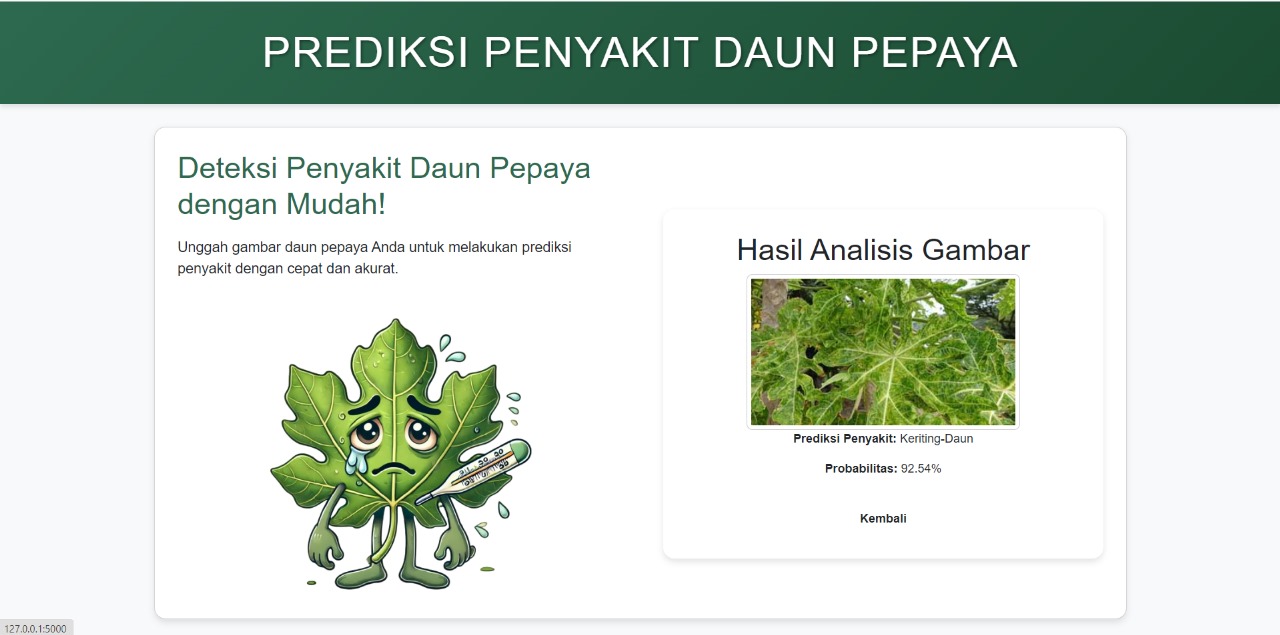 PREDIKSI PENYAKIT DAUN PEPAYA
Deteksi Penyakit Daun Pepaya
dengan Mudah!
Unggah gambar daun pepaya Anda untuk melakukan prediksi
penyakit dengan cepat dan akurat.
Hasil Analisis Gambar
Prediksi Penyakit: Keriting-Daun
Probabilitas: 92.54%
Kembali
127.0.0.1:5000